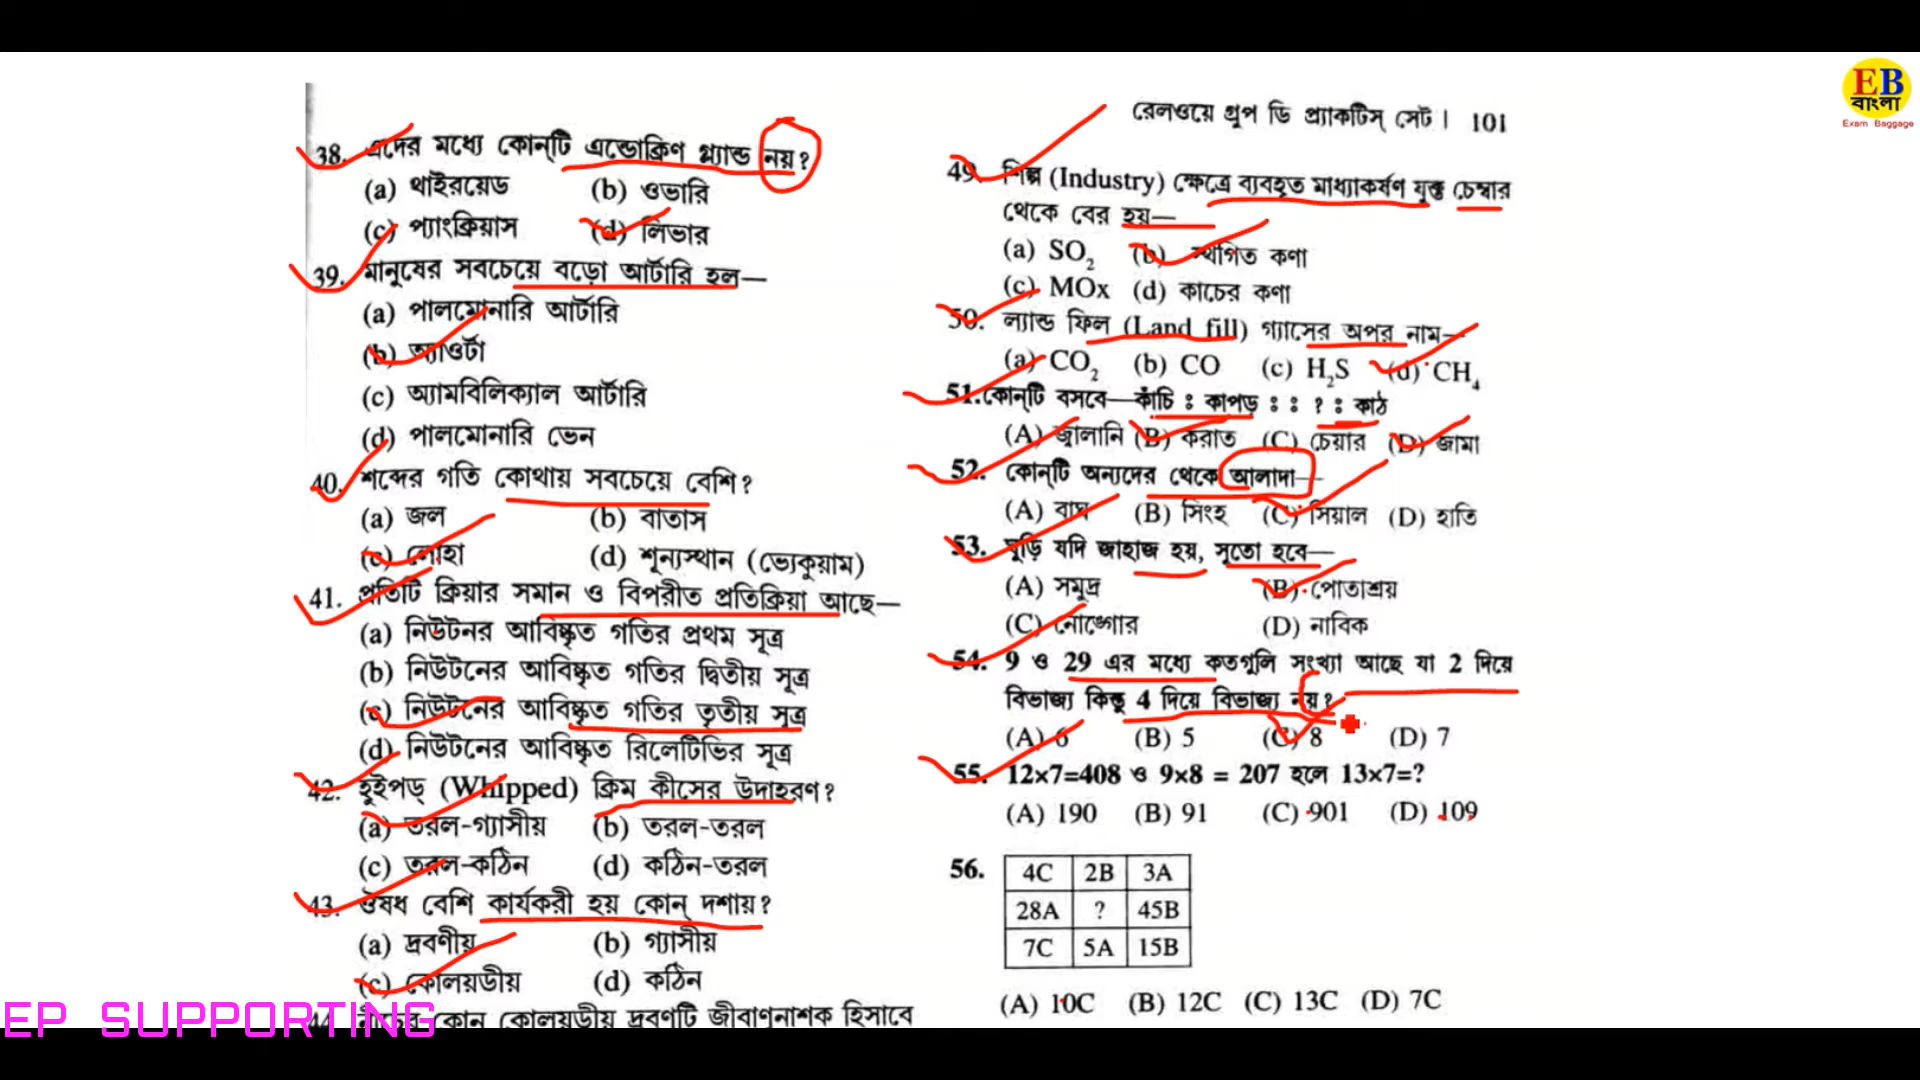 38. এদের মধ্যে কোন্‌টি এন্ডোক্রিণ গ্ল্যান্ড নয়?
(a) থাইরয়েড (b) ওভারি
(c) প্যাংক্রিয়াস (d) লিভার
39. মানুষের সবচেয়ে বড়ো আর্টারি হল—
(a) পালমোনারি আর্টারি
(b) অ্যাওর্টা
(c) অ্যামবিলিক্যাল আর্টারি
(d) পালমোনারি ভেন
40. শব্দের গতি কোথায় সবচেয়ে বেশি?
(a) জল (b) বাতাস
(c) লোহা (d) শূন্যস্থান (ভ্যেকুয়াম)
41. প্রতিটি ক্রিয়ার সমান ও বিপরীত প্রতিক্রিয়া আছে—
(a) নিউটনর আবিষ্কৃত গতির প্রথম সূত্র
(b) নিউটনের আবিষ্কৃত গতির দ্বিতীয় সূত্র
(c) নিউটনের আবিষ্কৃত গতির তৃতীয় সূত্র
(d) নিউটনের আবিষ্কৃত রিলেটিভির সূত্র
42. হুইপড্ (Whipped) ক্রিম কীসের উদাহরণ?
(a) তরল-গ্যাসীয় (b) তরল-তরল
(c) তরল-কঠিন (d) কঠিন-তরল
43. ঔষধ বেশি কার্যকরী হয় কোন্ দশায়?
(a) দ্রবণীয় (b) গ্যাসীয়
(c) কোলয়ডীয় (d) কঠিন
44. নীচের কোন কোলয়ডীয় দ্রবণটি জীবাণুনাশক হিসাবে
রেলওয়ে গ্রুপ ডি প্র্যাকটিস্ সেট। 101
49. শিল্প (Industry) ক্ষেত্রে ব্যবহৃত মাধ্যাকর্ষণ যুক্ত চেম্বার
থেকে বের হয়—
(a) SO₂ (b) স্থগিত কণা
(c) MOx (d) কাচের কণা
50. ল্যান্ড ফিল (Land fill) গ্যাসের অপর নাম—
(a) CO₂ (b) CO (c) H₂S (d) CH₄
51.কোন্‌টি বসবে—কাঁচি : কাপড় : : ? : কাঠ
(A) জ্বালানি (B) করাত (C) চেয়ার (D) জামা
52. কোন্‌টি অন্যদের থেকে আলাদা—
(A) বাঘ (B) সিংহ (C) সিয়াল (D) হাতি
53. ঘুড়ি যদি জাহাজ হয়, সুতো হবে—
(A) সমুদ্র (B) পোতাশ্রয়
(C) নোঙ্গোর (D) নাবিক
54. 9 ও 29 এর মধ্যে কতগুলি সংখ্যা আছে যা 2 দিয়ে
বিভাজ্য কিন্তু 4 দিয়ে বিভাজ্য নয়?
(A) 6 (B) 5 (C) 8 (D) 7
55. 12×7=408 ও 9×8 = 207 হলে 13×7=?
(A) 190 (B) 91 (C) 901 (D) 109
56.
4C 2B 3A
28A ? 45B
7C 5A 15B
(A) 10C (B) 12C (C) 13C (D) 7C
EB
বাংলা
Exam Baggage
EP SUPPORTING